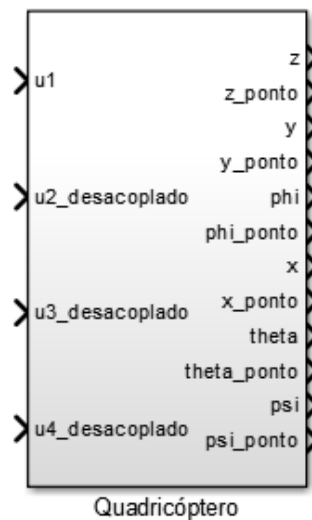 u1
u2_desacoplado
u3_desacoplado
u4_desacoplado
z
z_ponto
y
y_ponto
phi
phi_ponto
x
x_ponto
theta
theta_ponto
psi
psi_ponto
Quadricóptero